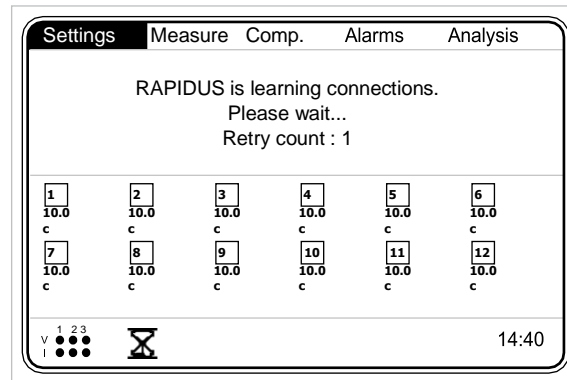 Settings Measure Comp. Alarms Analysis
RAPIDUS is learning connections.
Please wait...
Retry count : 1
1 2 3 4 5 6
10.0 10.0 10.0 10.0 10.0 10.0
c c c c c c
7 8 9 10 11 12
10.0 10.0 10.0 10.0 10.0 10.0
c c c c c c
1 2 3
V
I
14:40